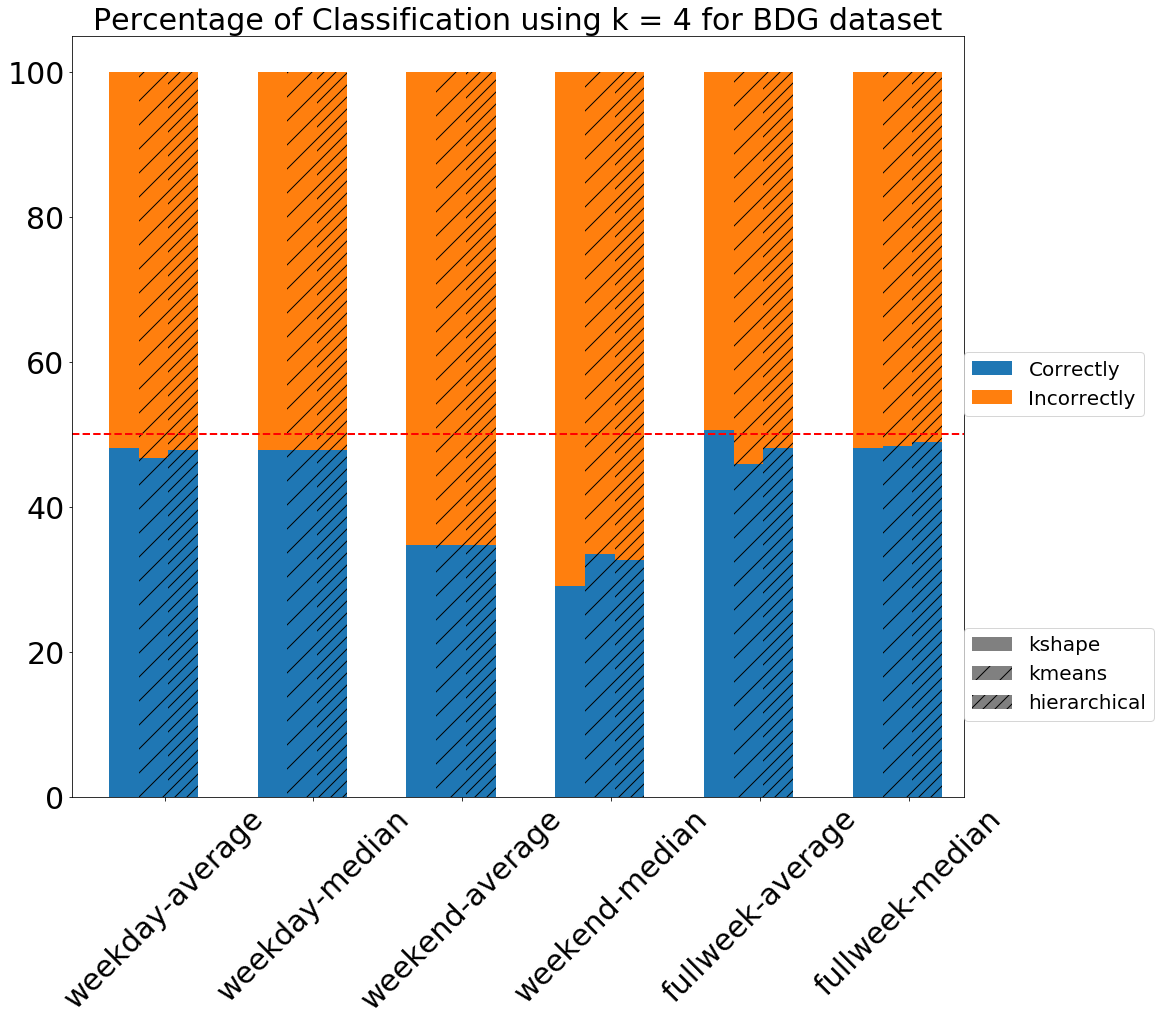 Percentage of Classification using k = 4 for BDG dataset
100
80
60
40
20
0
weekday-average
weekday-median
weekend-average
weekend-median
fullweek-average
fullweek-median
Correctly
Incorrectly
kshape
kmeans
hierarchical